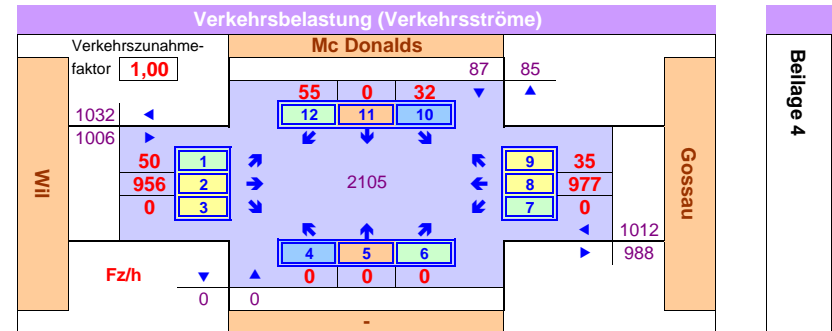 Verkehrsbelastung (Verkehrsströme)
Verkehrszunahme-
faktor 1,00
Mc Donalds
87 85
55 0 32
12 11 10
1032
1006
50 1
956 2
0 3
Wil
2105
9 35
8 977
7 0
Gossau
1012
988
4 5 6
0 0 0
Fz/h
0 0
-
Beilage 4